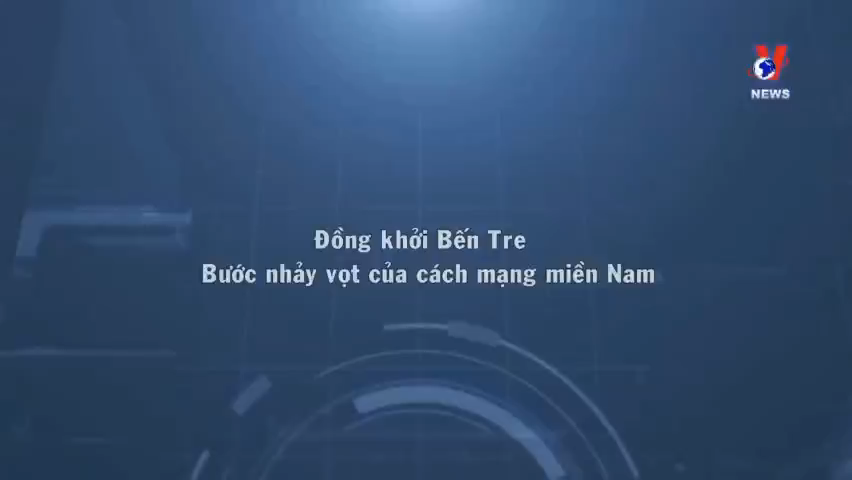 V
NEWS
Đồng khởi Bến Tre
Bước nhảy vọt của cách mạng miền Nam